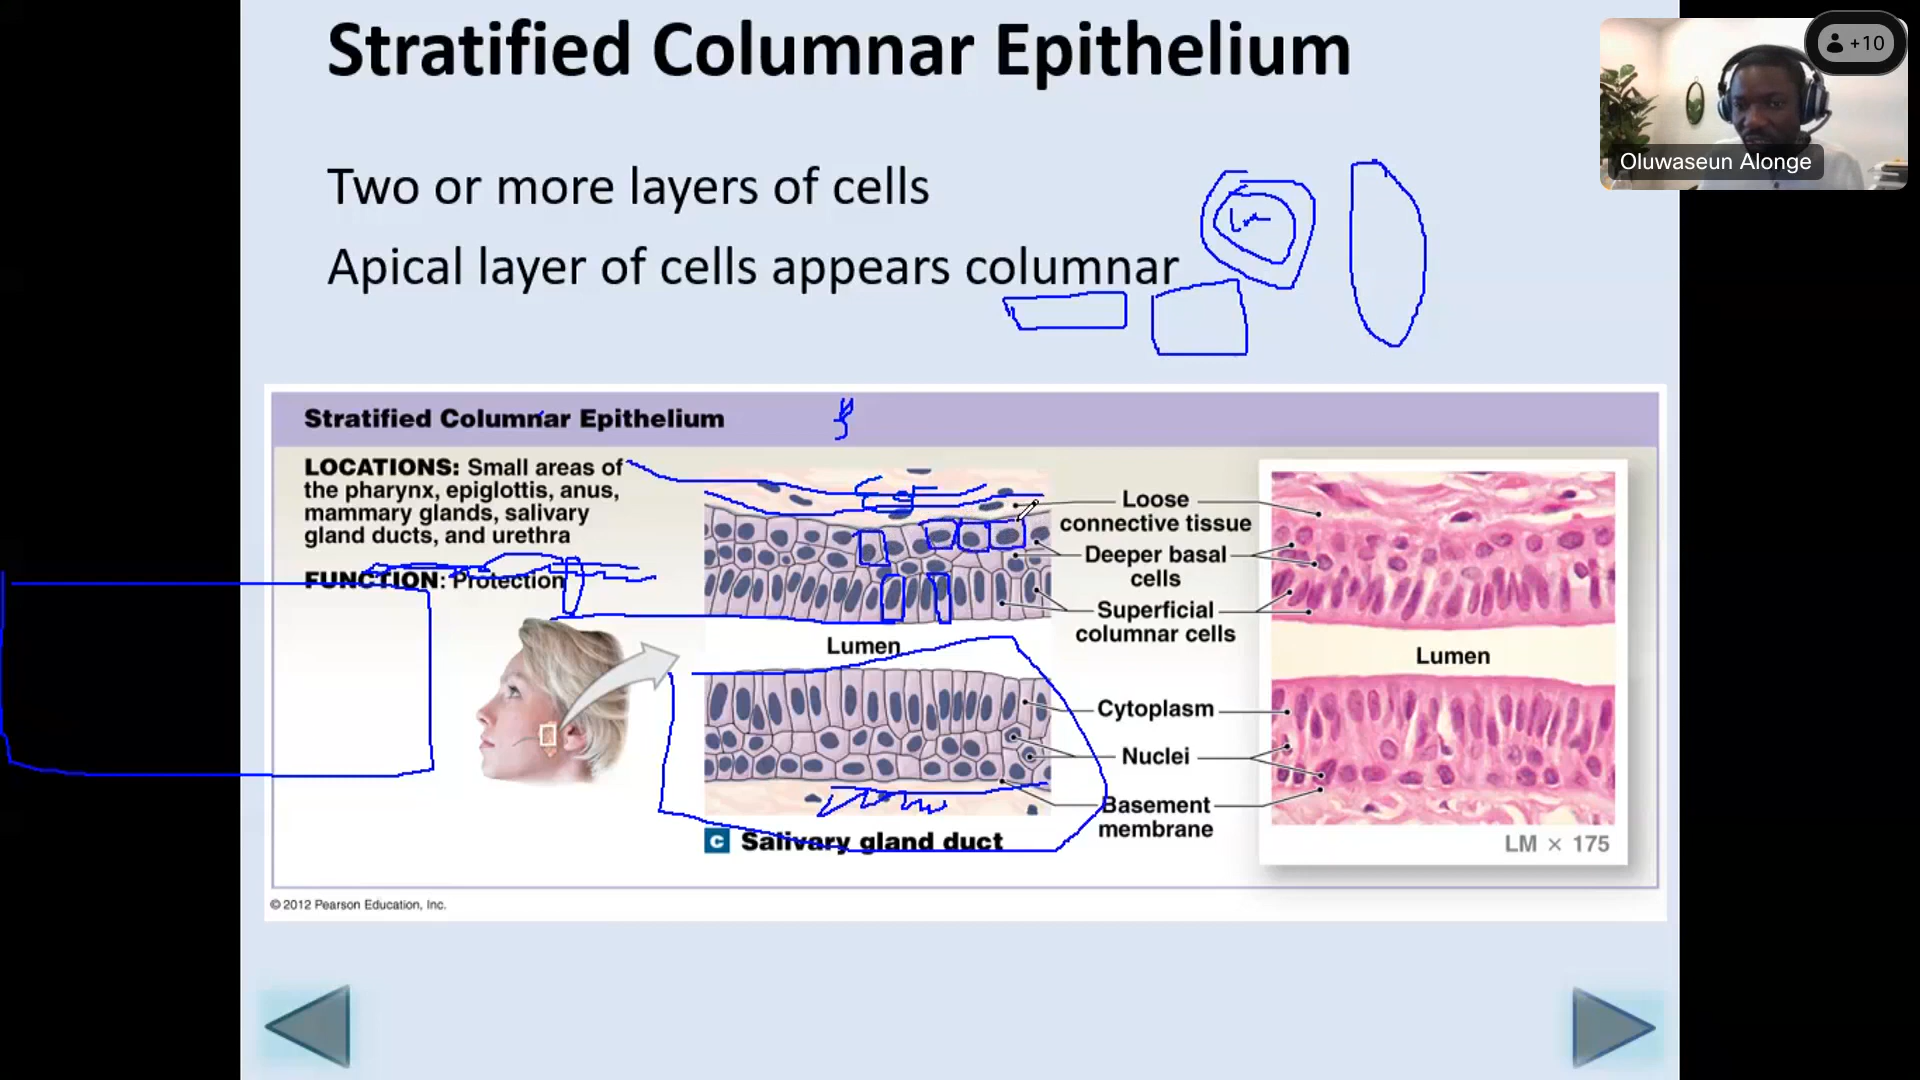 Stratified Columnar Epithelium
+10
Oluwaseun Alonge
Two or more layers of cells
Apical layer of cells appears columnar
Stratified Columnar Epithelium
LOCATIONS: Small areas of
the pharynx, epiglottis, anus,
mammary glands, salivary
gland ducts, and urethra
FUNCTION: Protection
Loose
connective tissue
Deeper basal
cells
Superficial
columnar cells
Lumen
Lumen
Cytoplasm
Nuclei
Basement
membrane
c Salivary gland duct
LM × 175
© 2012 Pearson Education, Inc.